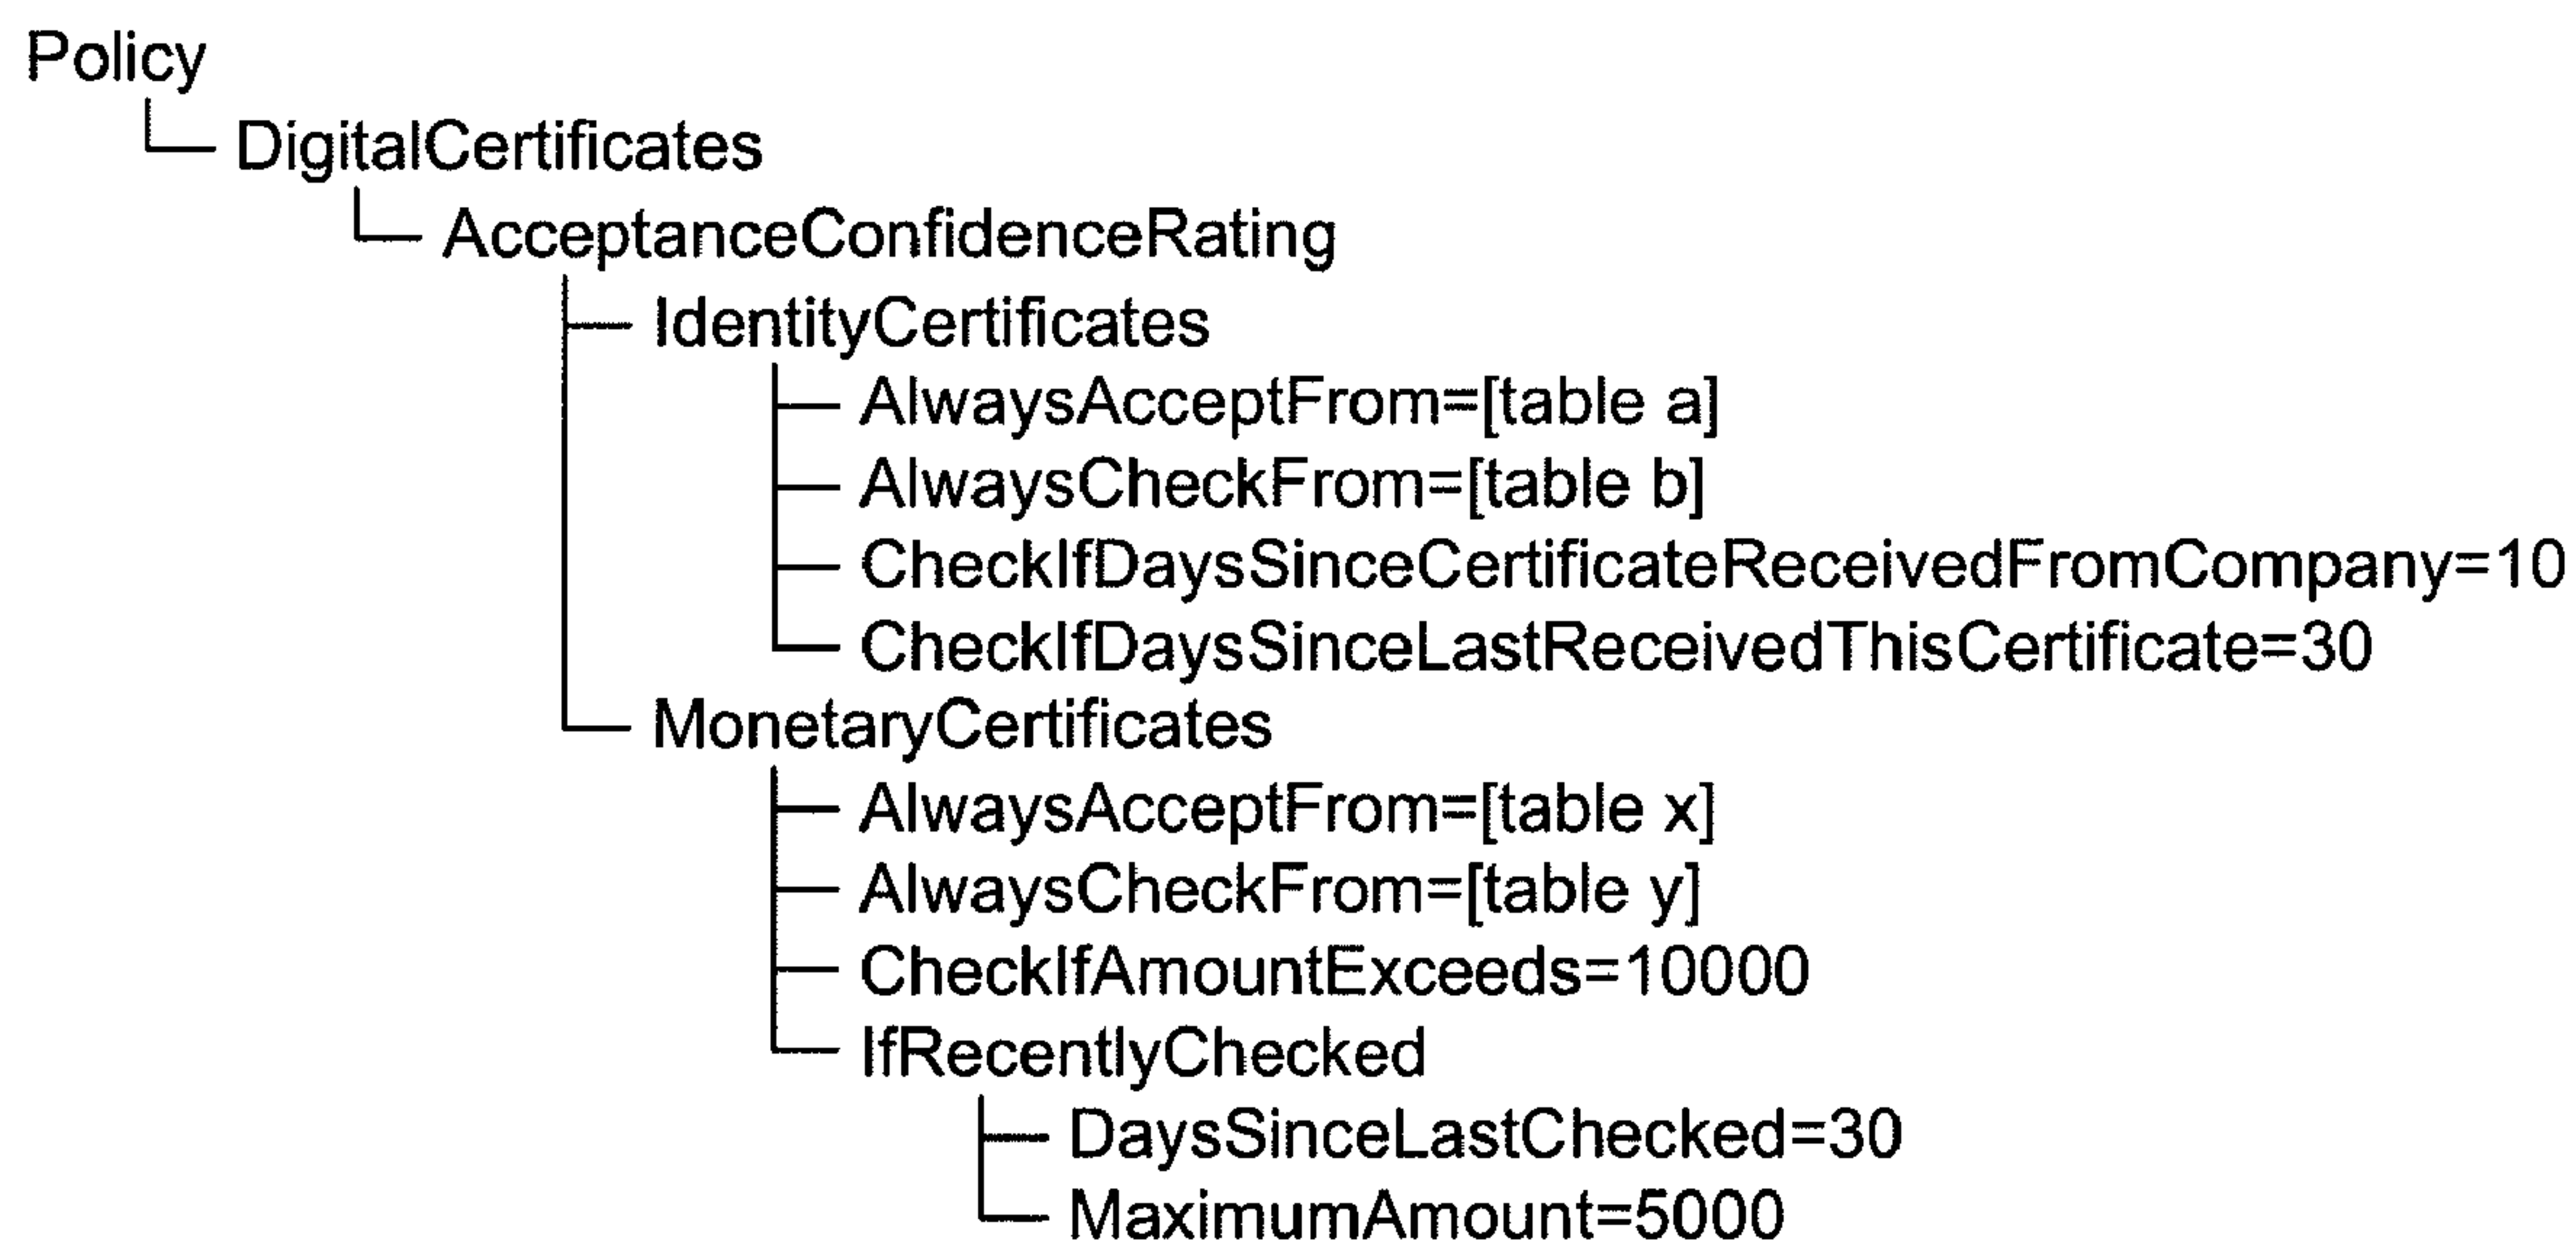 Policy
DigitalCertificates
AcceptanceConfidenceRating
IdentityCertificates
AlwaysAcceptFrom=[table a]
AlwaysCheckFrom=[table b]
CheckIfDaysSinceCertificateReceivedFromCompany=10
CheckIfDaysSinceLastReceivedThisCertificate=30
MonetaryCertificates
AlwaysAcceptFrom=[table x]
AlwaysCheckFrom=[table y]
CheckIfAmountExceeds=10000
IfRecentlyChecked
DaysSinceLastChecked=30
MaximumAmount=5000